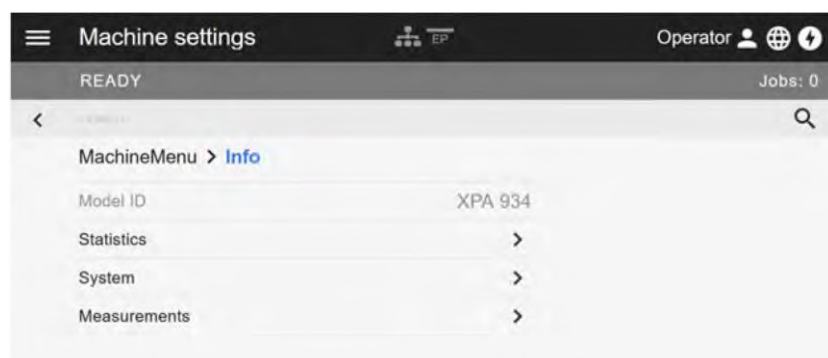 Machine settings EP Operator
READY Jobs: 0
MachineMenu > Info
Model ID XPA 934
Statistics >
System >
Measurements >